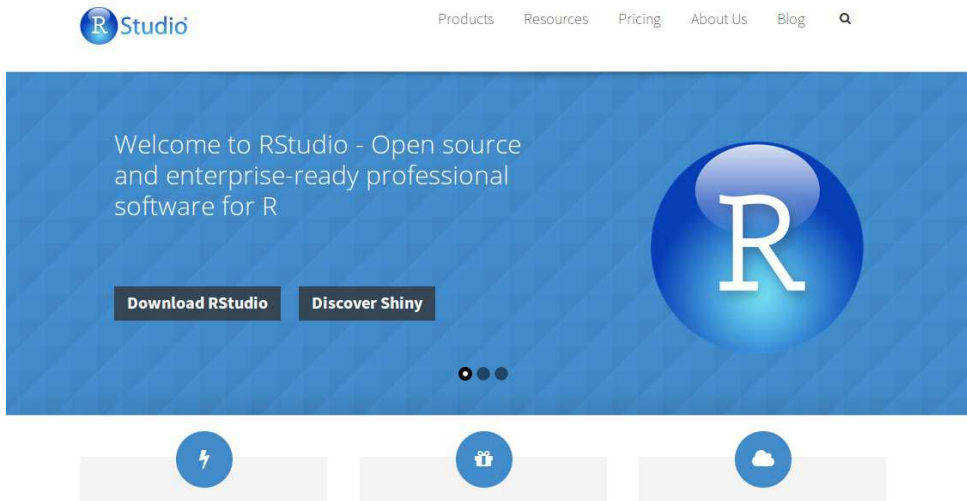 R Studio
Products Resources Pricing About Us Blog
Welcome to RStudio - Open source
and enterprise-ready professional
software for R
R
Download RStudio Discover Shiny